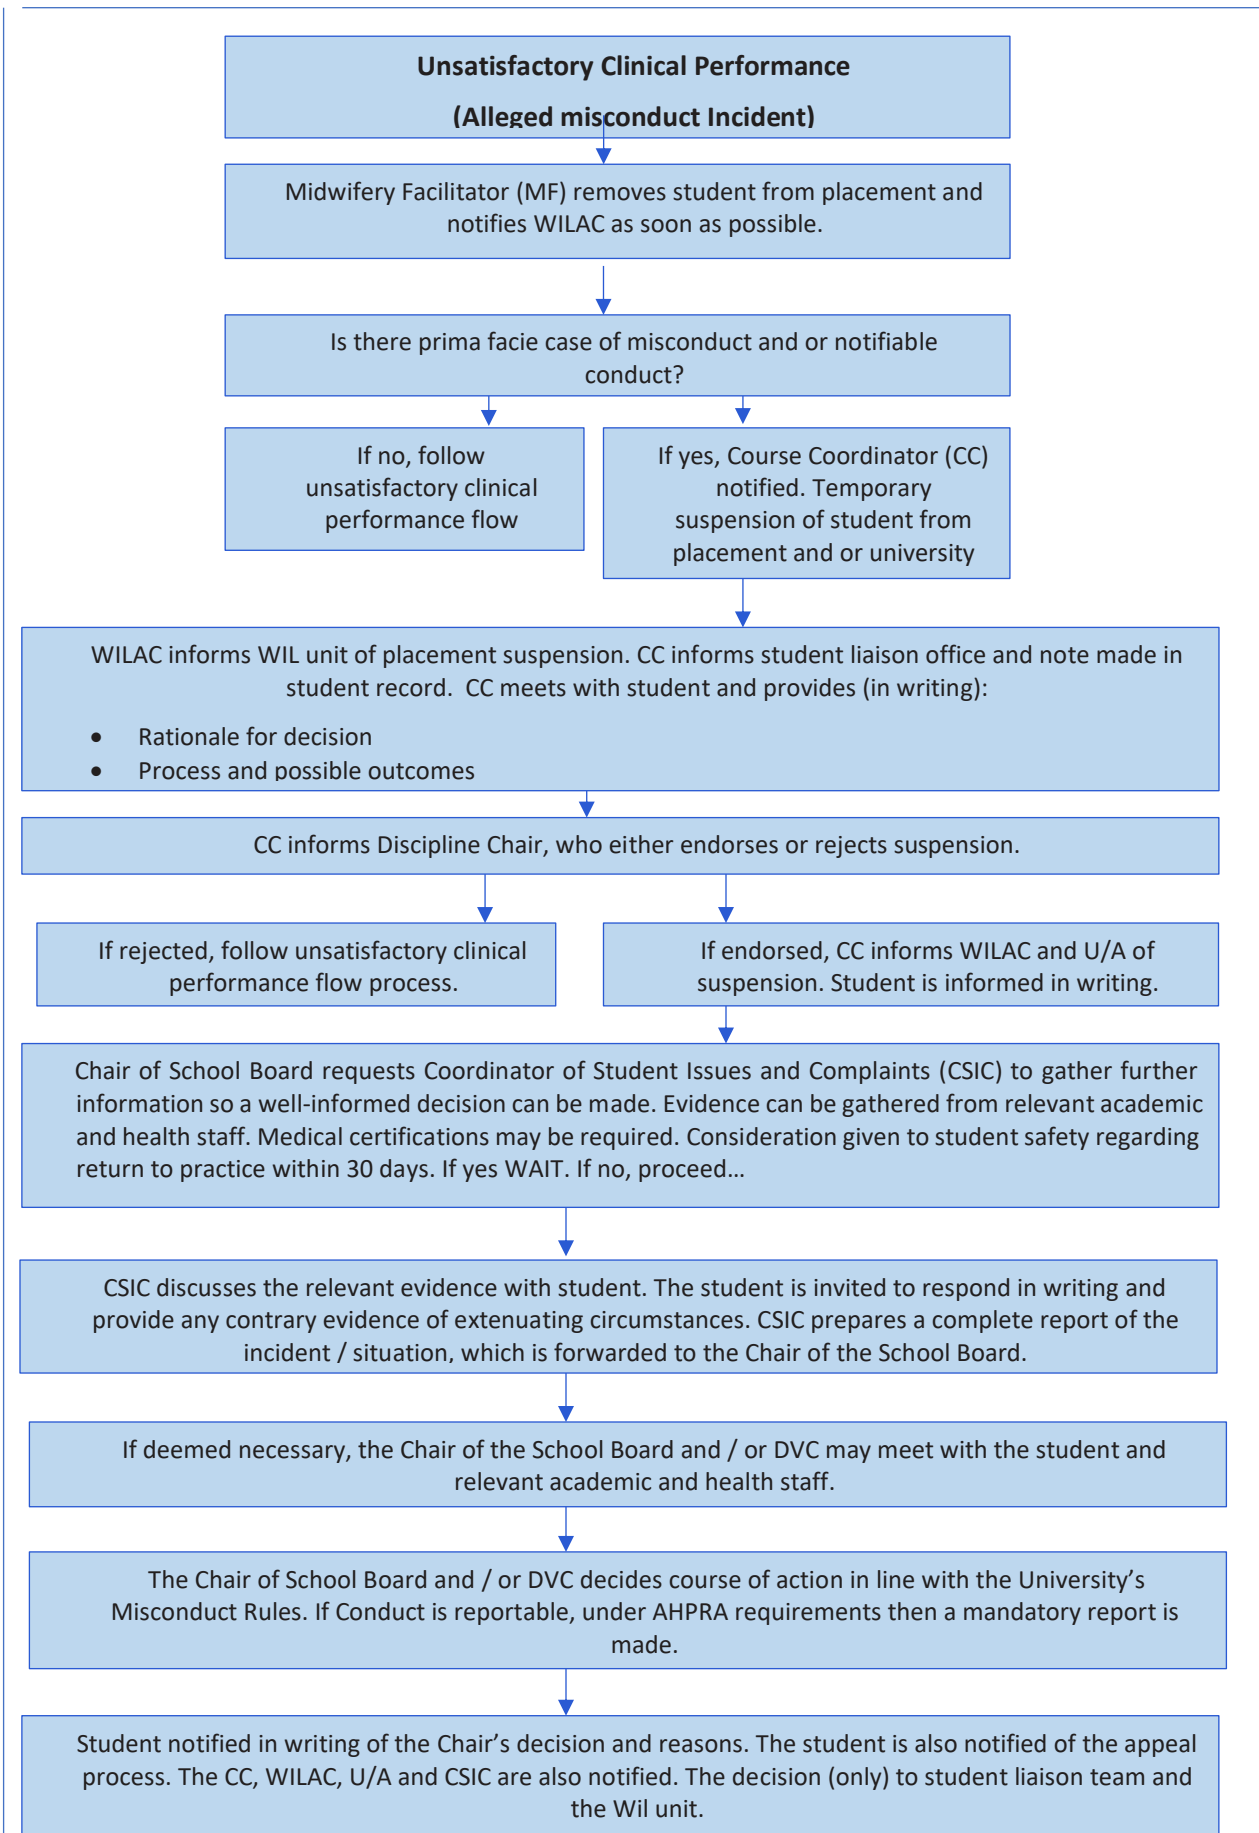 Unsatisfactory Clinical Performance
(Alleged misconduct Incident)
Midwifery Facilitator (MF) removes student from placement and
notifies WILAC as soon as possible.
Is there prima facie case of misconduct and or notifiable
conduct?
If no, follow
unsatisfactory clinical
performance flow
If yes, Course Coordinator (CC)
notified. Temporary
suspension of student from
placement and or university
WILAC informs WIL unit of placement suspension. CC informs student liaison office and note made in
student record.  CC meets with student and provides (in writing):
• Rationale for decision
• Process and possible outcomes
CC informs Discipline Chair, who either endorses or rejects suspension.
If rejected, follow unsatisfactory clinical
performance flow process.
If endorsed, CC informs WILAC and U/A of
suspension. Student is informed in writing.
Chair of School Board requests Coordinator of Student Issues and Complaints (CSIC) to gather further
information so a well-informed decision can be made. Evidence can be gathered from relevant academic
and health staff. Medical certifications may be required. Consideration given to student safety regarding
return to practice within 30 days. If yes WAIT. If no, proceed…
CSIC discusses the relevant evidence with student. The student is invited to respond in writing and
provide any contrary evidence of extenuating circumstances. CSIC prepares a complete report of the
incident / situation, which is forwarded to the Chair of the School Board.
If deemed necessary, the Chair of the School Board and / or DVC may meet with the student and
relevant academic and health staff.
The Chair of School Board and / or DVC decides course of action in line with the University's
Misconduct Rules. If Conduct is reportable, under AHPRA requirements then a mandatory report is
made.
Student notified in writing of the Chair's decision and reasons. The student is also notified of the appeal
process. The CC, WILAC, U/A and CSIC are also notified. The decision (only) to student liaison team and
the Wil unit.